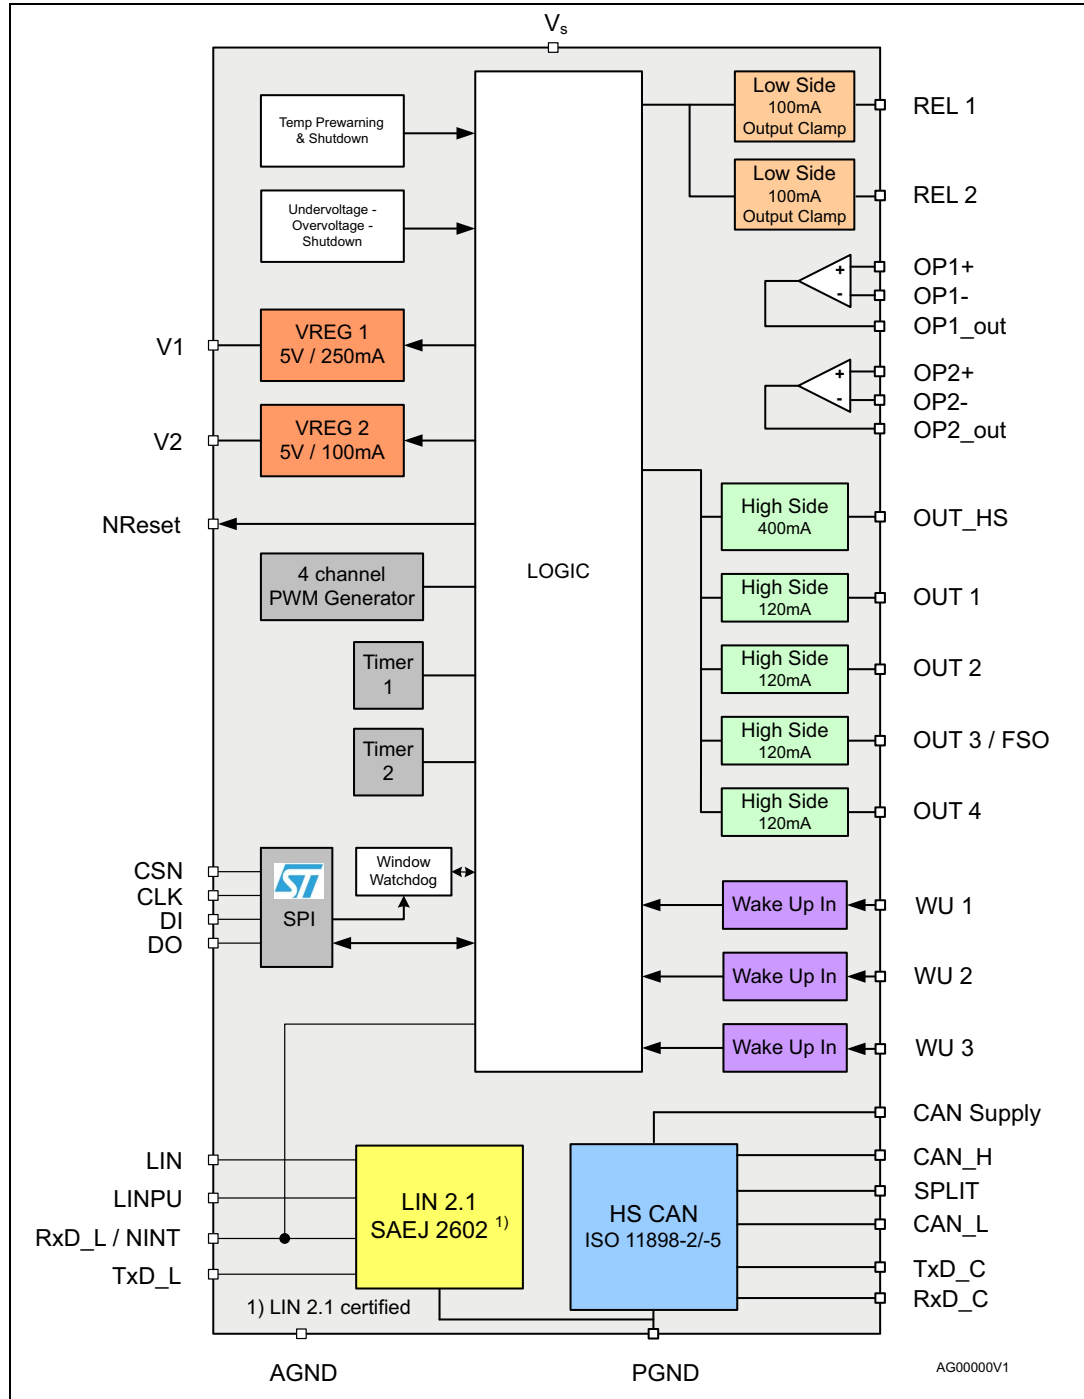 Vs
Temp Prewarning
& Shutdown
Undervoltage -
Overvoltage -
Shutdown
V1
VREG 1
5V / 250mA
V2
VREG 2
5V / 100mA
NReset
4 channel
PWM Generator
Timer
1
Timer
2
CSN
CLK
DI
DO
ST
SPI
Window
Watchdog
LOGIC
Low Side
100mA
Output Clamp
REL 1
Low Side
100mA
Output Clamp
REL 2
+
-
OP1+
OP1-
OP1_out
+
-
OP2+
OP2-
OP2_out
High Side
400mA
OUT_HS
High Side
120mA
OUT 1
High Side
120mA
OUT 2
High Side
120mA
OUT 3 / FSO
High Side
120mA
OUT 4
Wake Up In
WU 1
Wake Up In
WU 2
Wake Up In
WU 3
LIN
LINPU
RxD_L / NINT
TxD_L
LIN 2.1
SAEJ 2602 1)
1) LIN 2.1 certified
HS CAN
ISO 11898-2/-5
CAN Supply
CAN_H
SPLIT
CAN_L
TxD_C
RxD_C
AGND
PGND
AG00000V1